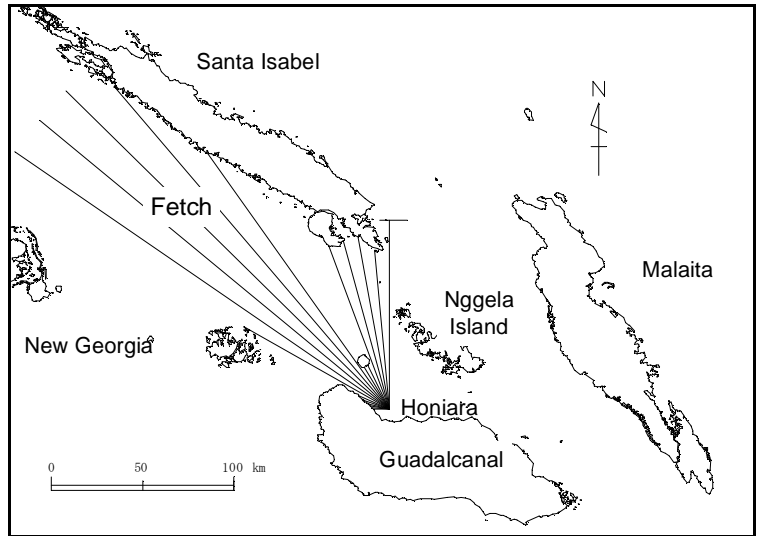 Santa Isabel
N
Fetch
Malaita
Nggela
Island
New Georgia
Honiara
Guadalcanal
0 50 100 km